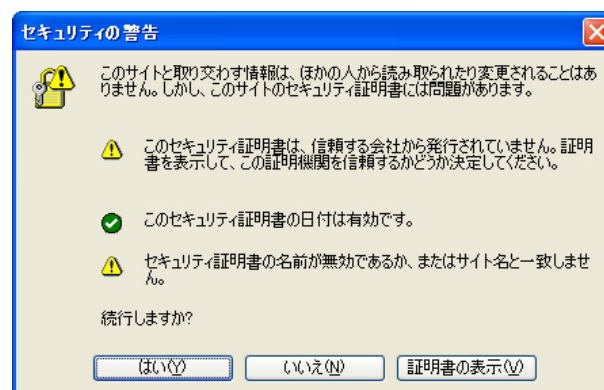 セキュリティの警告
このサイトと取り交わす情報は、ほかの人から読み取られたり変更されることはあ
りません。しかし、このサイトのセキュリティ証明書には問題があります。
このセキュリティ証明書は、信頼する会社から発行されていません。証明
書を表示して、この証明機関を信頼するかどうか決定してください。
このセキュリティ証明書の日付は有効です。
セキュリティ証明書の名前が無効であるか、またはサイト名と一致しませ
ん。
続行しますか?
はい(Y) いいえ(N) 証明書の表示(V)